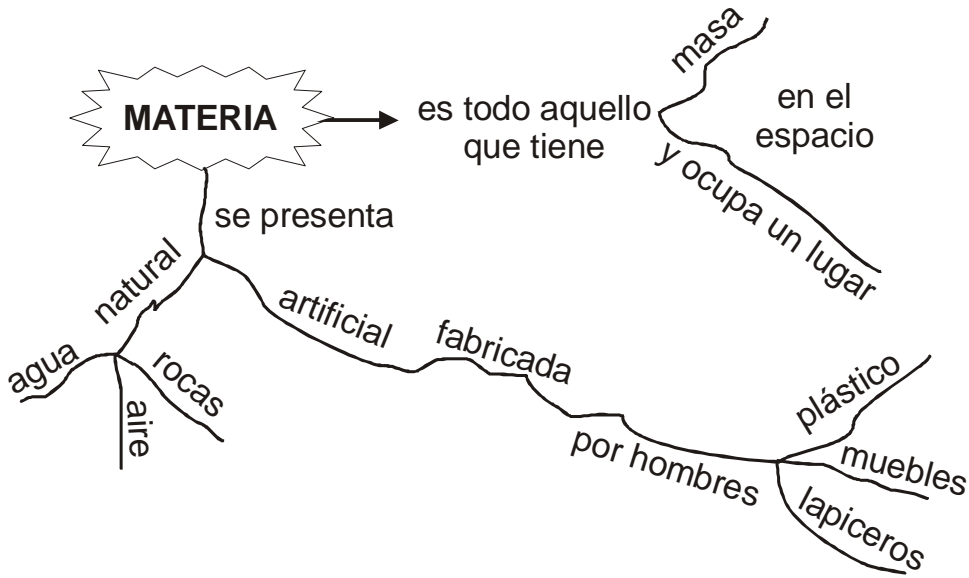 MATERIA
es todo aquello
que tiene
masa
y ocupa un lugar
en el
espacio
se presenta
natural
agua
aire
rocas
artificial
fabricada
por hombres
plástico
muebles
lapiceros